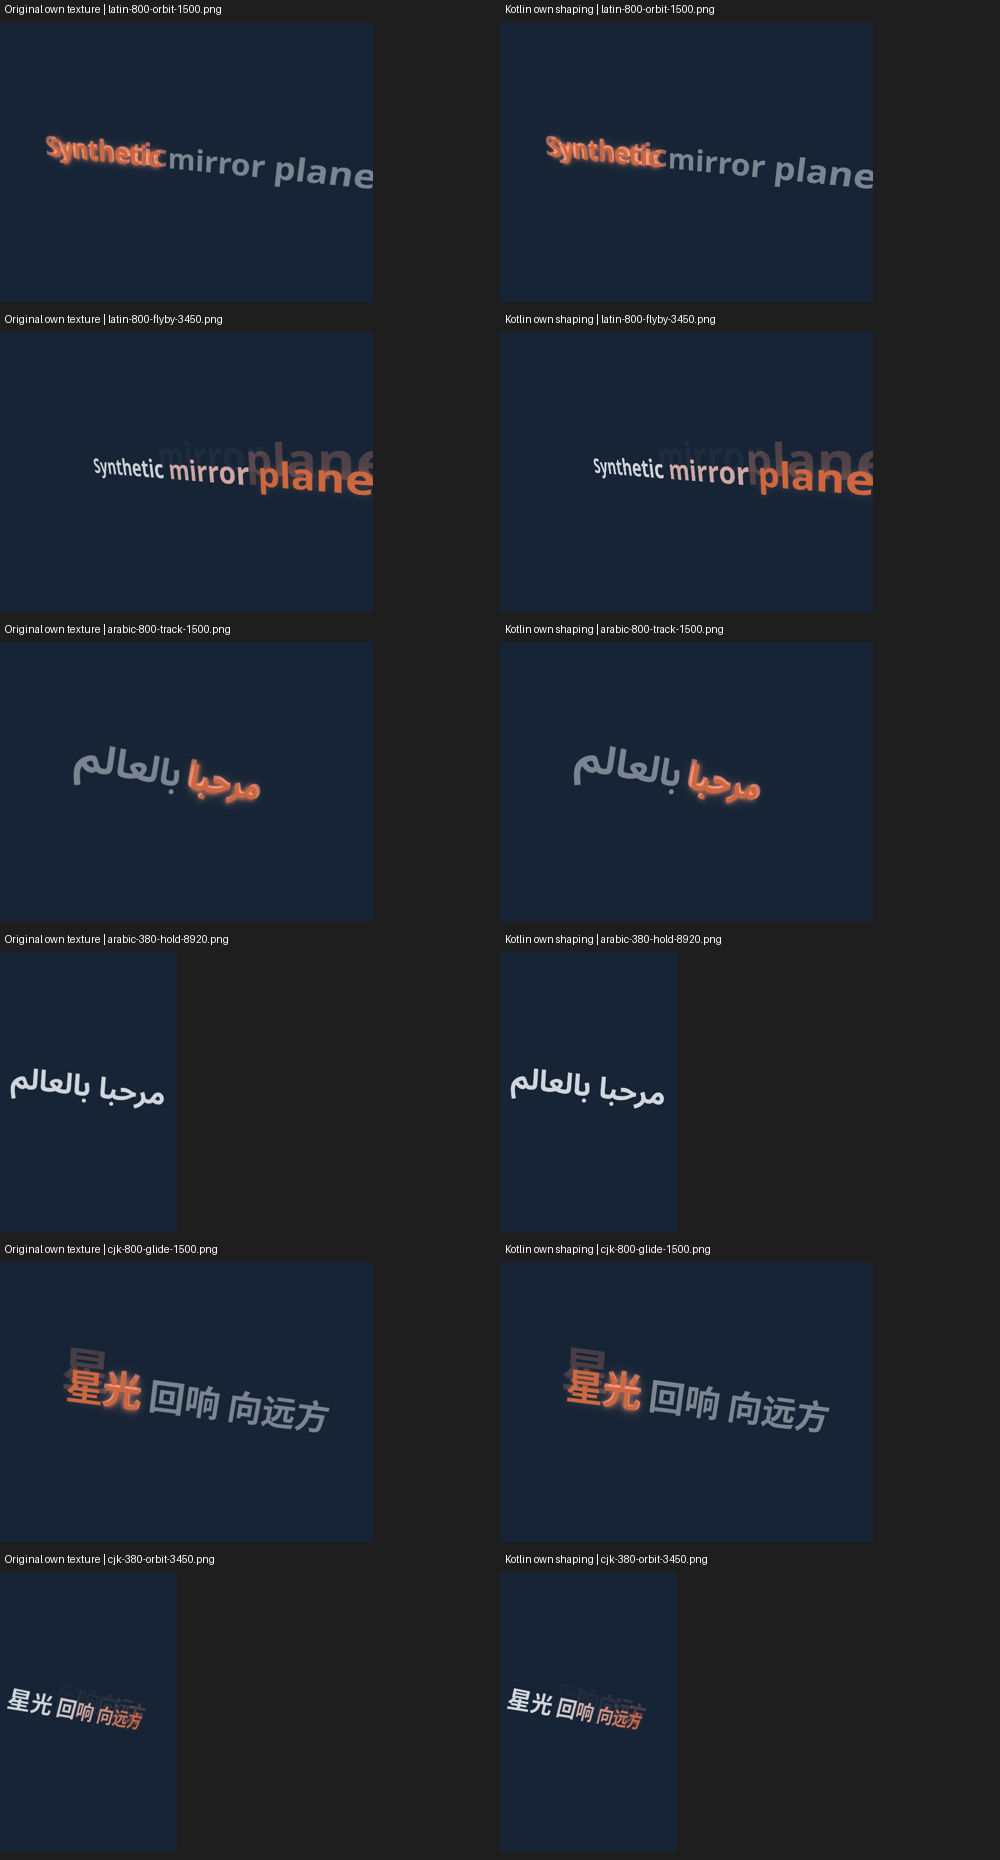 Original own texture | latin-800-orbit-1500.png
Kotlin own shaping | latin-800-orbit-1500.png
Synthetic mirror plane
Synthetic mirror plane
Original own texture | latin-800-flyby-3450.png
Kotlin own shaping | latin-800-flyby-3450.png
mirror plane
Synthetic mirror plane
mirror plane
Synthetic mirror plane
Original own texture | arabic-800-track-1500.png
Kotlin own shaping | arabic-800-track-1500.png
مرحبا بالعالم
مرحبا بالعالم
Original own texture | arabic-380-hold-8920.png
Kotlin own shaping | arabic-380-hold-8920.png
مرحبا بالعالم
مرحبا بالعالم
Original own texture | cjk-800-glide-1500.png
Kotlin own shaping | cjk-800-glide-1500.png
星
星光 回响 向远方
星
星光 回响 向远方
Original own texture | cjk-380-orbit-3450.png
Kotlin own shaping | cjk-380-orbit-3450.png
星光 回响 向远方
星光 回响 向远方